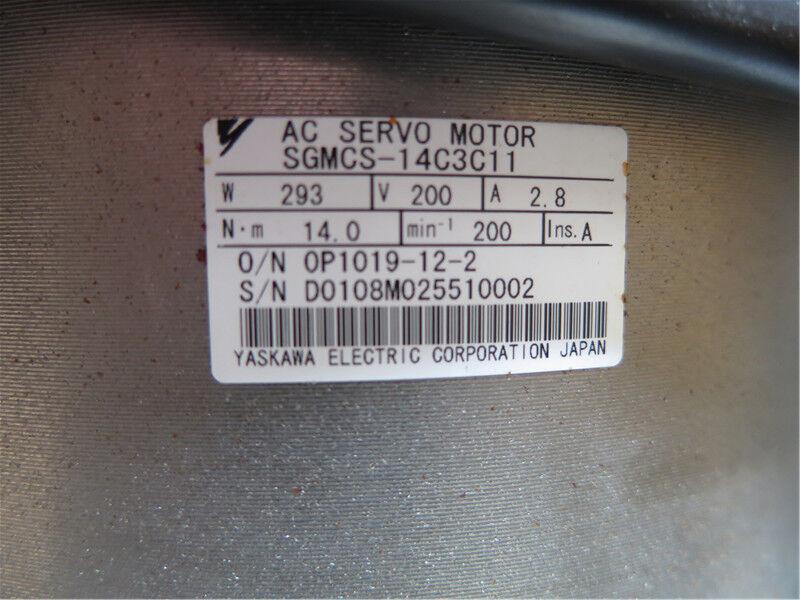 AC SERVO MOTOR
SGMCS-14C3C11
W 293 V 200 A 2.8
N·m 14.0 min-1 200 Ins. A
O/N 0P1019-12-2
S/N D0108M025510002
YASKAWA ELECTRIC CORPORATION JAPAN